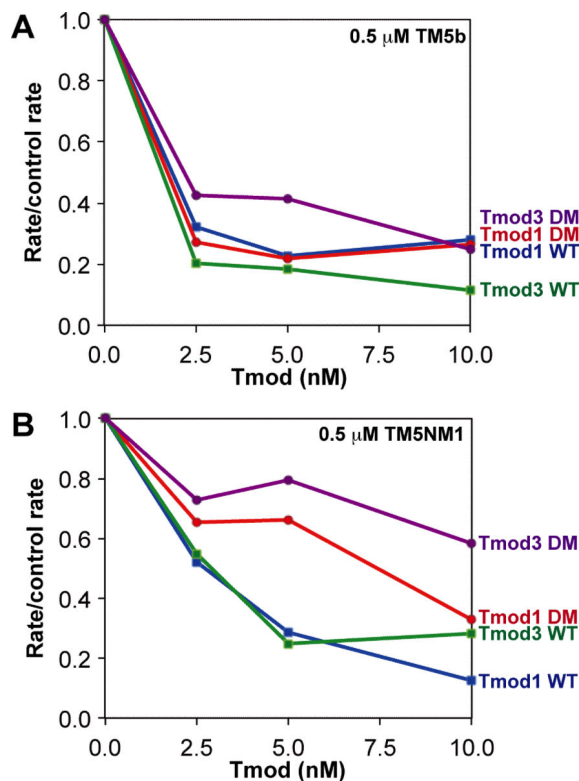 A
0.5 μM TM5b
1.0
0.8
0.6
0.4
0.2
0.0
Rate/control rate
Tmod3 DM
Tmod1 DM
Tmod1 WT
Tmod3 WT
0.0 2.5 5.0 7.5 10.0
Tmod (nM)
B
0.5 μM TM5NM1
1.0
0.8
0.6
0.4
0.2
0.0
Rate/control rate
Tmod3 DM
Tmod1 DM
Tmod3 WT
Tmod1 WT
0.0 2.5 5.0 7.5 10.0
Tmod (nM)